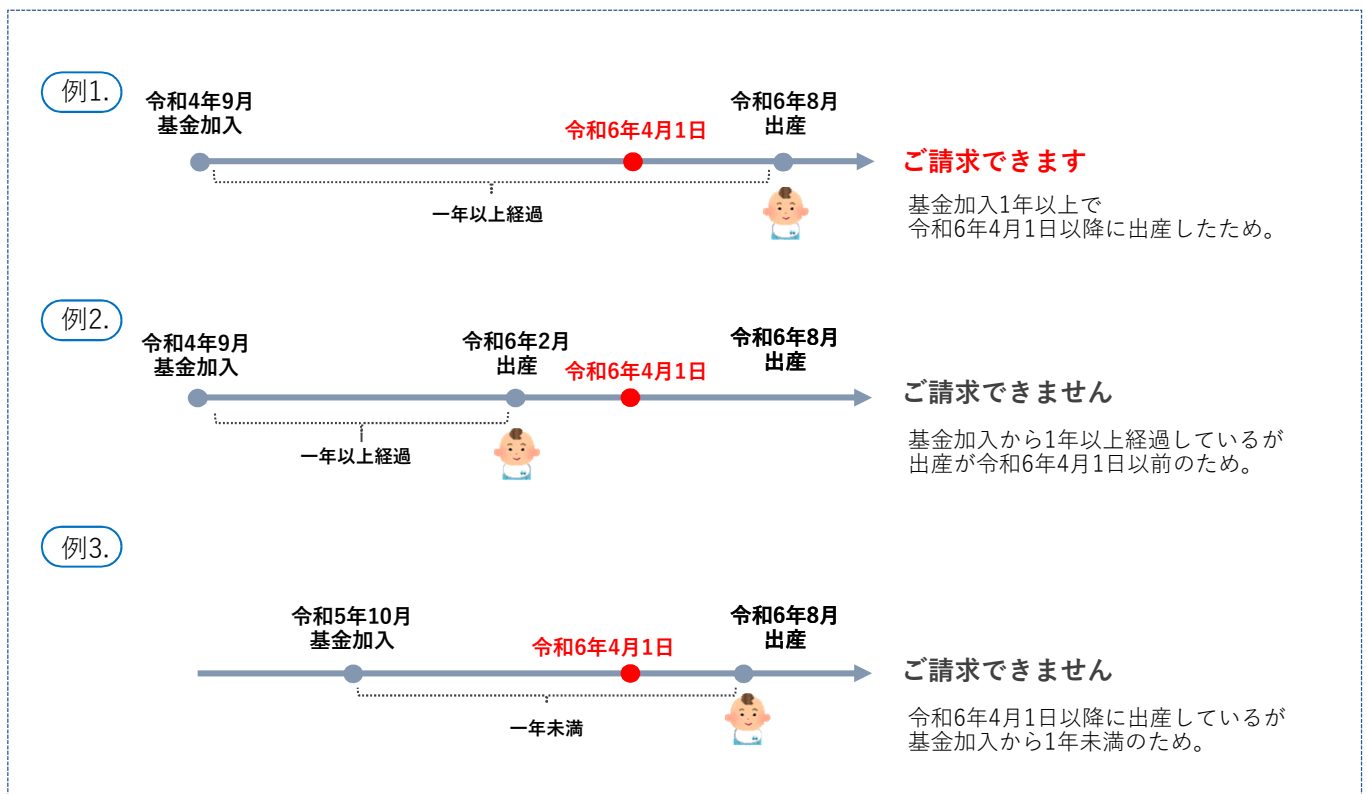 例1.
令和4年9月
基金加入
令和6年4月1日
令和6年8月
出産
一年以上経過
ご請求できます
基金加入1年以上で
令和6年4月1日以降に出産したため。
例2.
令和4年9月
基金加入
令和6年2月
出産
令和6年4月1日
令和6年8月
出産
一年以上経過
ご請求できません
基金加入から1年以上経過しているが
出産が令和6年4月1日以前のため。
例3.
令和5年10月
基金加入
令和6年4月1日
令和6年8月
出産
一年未満
ご請求できません
令和6年4月1日以降に出産しているが
基金加入から1年未満のため。